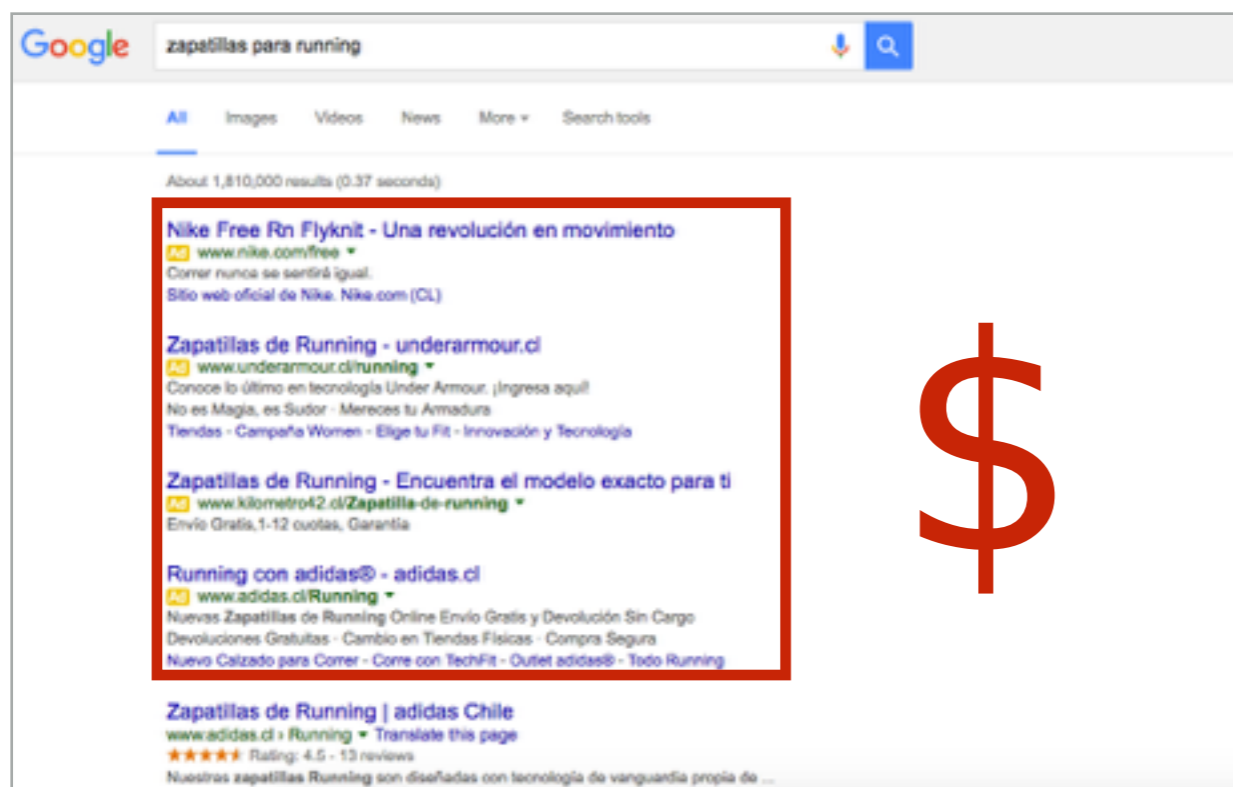 Google
zapatillas para running
All Images Videos News More Search tools
About 1,810,000 results (0.37 seconds)
Nike Free Rn Flyknit - Una revolución en movimiento
Ad www.nike.com/free
Correr nunca se sentirá igual.
Sitio web oficial de Nike. Nike.com (CL)
Zapatillas de Running - underarmour.cl
Ad www.underarmour.cl/running
Conoce lo último en tecnología Under Armour. ¡Ingresa aquí!
No es Magia, es Sudor · Mereces tu Armadura
Tiendas - Campaña Women - Elige tu Fit - Innovación y Tecnología
Zapatillas de Running - Encuentra el modelo exacto para ti
Ad www.kilometro42.cl/Zapatilla-de-running
Envío Gratis,1-12 cuotas, Garantía
Running con adidas® - adidas.cl
Ad www.adidas.cl/Running
Nuevas Zapatillas de Running Online Envío Gratis y Devolución Sin Cargo
Devoluciones Gratuitas · Cambio en Tiendas Físicas · Compra Segura
Nuevo Calzado para Correr - Corre con TechFit - Outlet adidas® - Todo Running
$
Zapatillas de Running | adidas Chile
www.adidas.cl › Running Translate this page
Rating: 4.5 - 13 reviews
Nuestras zapatillas Running son diseñadas con tecnología de vanguardia propia de ...